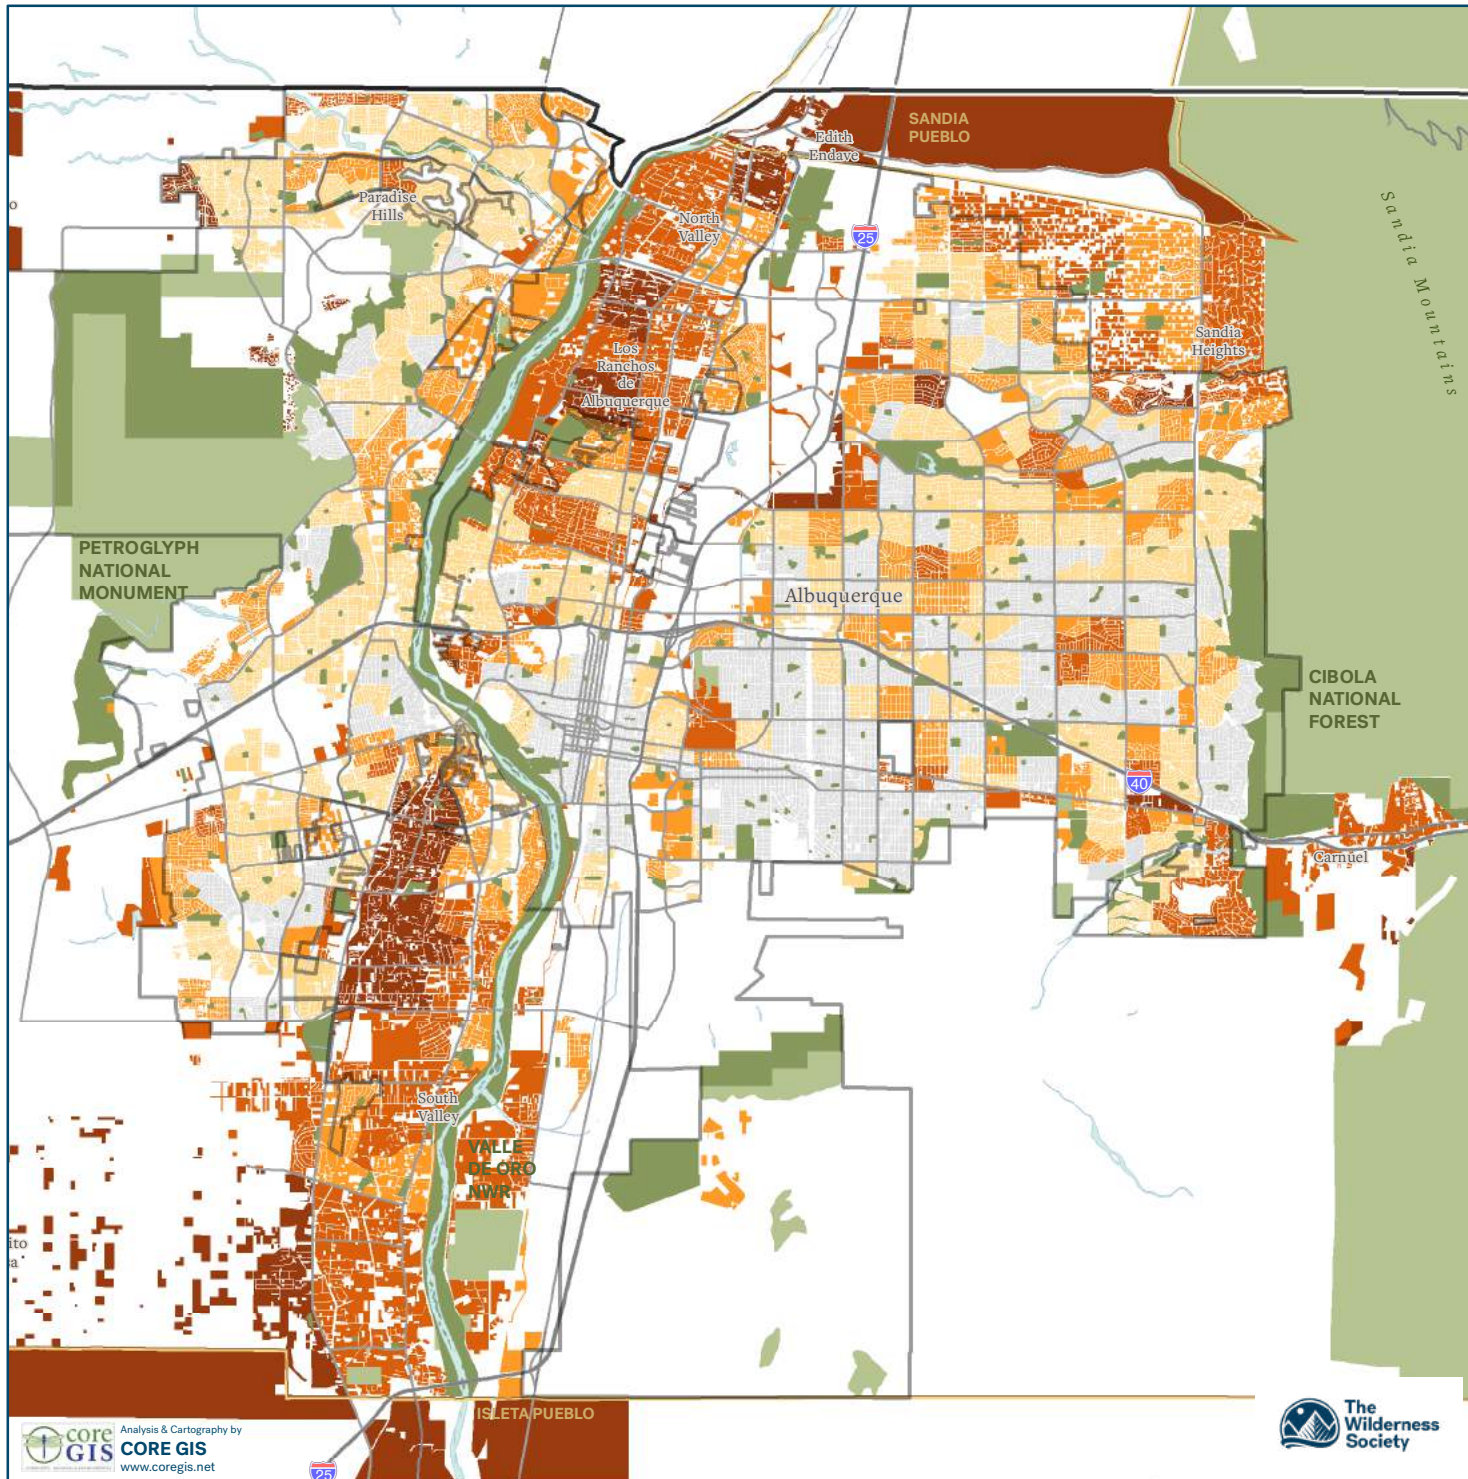 SANDIA
PUEBLO
Edith
Endave
Paradise
Hills
North
Valley
25
Sandia Mountains
Sandia
Heights
Los
Ranchos
de
Albuquerque
PETROGLYPH
NATIONAL
MONUMENT
Albuquerque
CIBOLA
NATIONAL
FOREST
40
Carnuel
South
Valley
VALLE
DE ORO
NWR
ito
a
ISLETA PUEBLO
25
core
GIS
Analysis & Cartography by
CORE GIS
www.coregis.net
The
Wilderness
Society